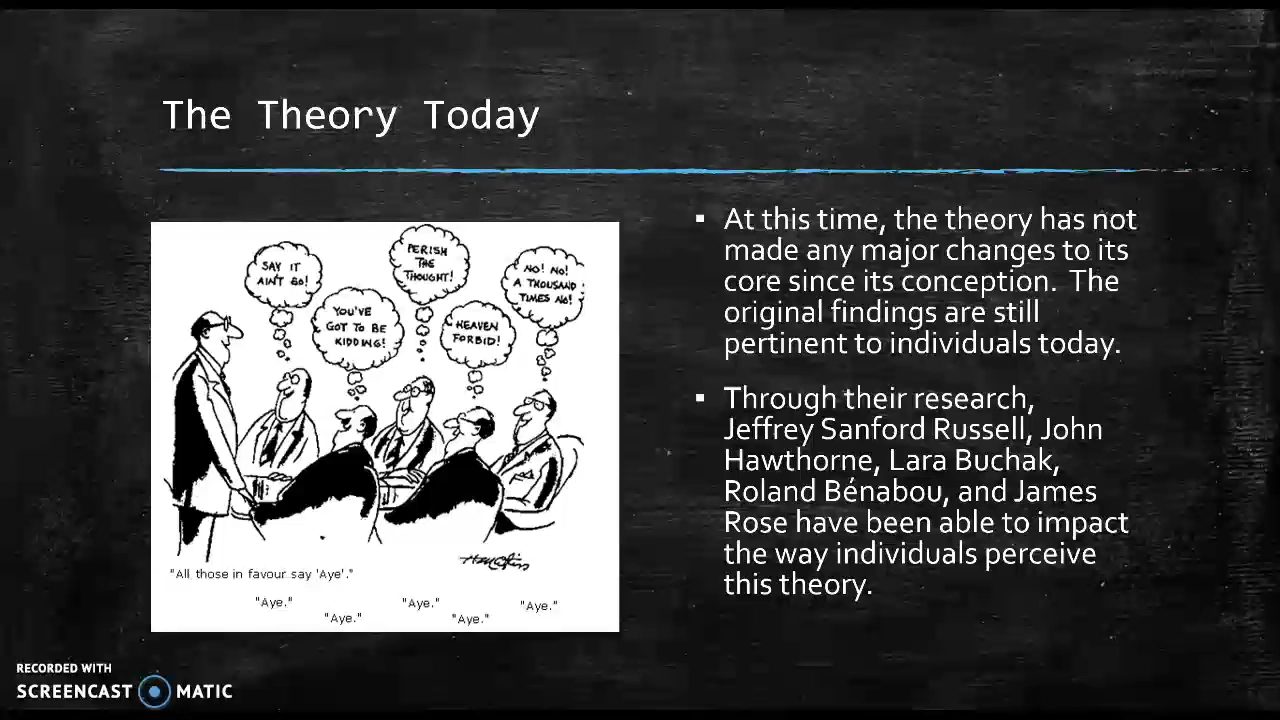 The Theory Today
SAY IT
AIN'T SO!
YOU'VE
GOT TO BE
KIDDING!
PERISH
THE
THOUGHT!
HEAVEN
FORBID!
NO! NO!
A THOUSAND
TIMES NO!
"All those in favour say 'Aye'."
"Aye."
"Aye."
"Aye."
"Aye."
"Aye."
▪ At this time, the theory has not
made any major changes to its
core since its conception. The
original findings are still
pertinent to individuals today.
▪ Through their research,
Jeffrey Sanford Russell, John
Hawthorne, Lara Buchak,
Roland Bénabou, and James
Rose have been able to impact
the way individuals perceive
this theory.
RECORDED WITH
SCREENCAST MATIC